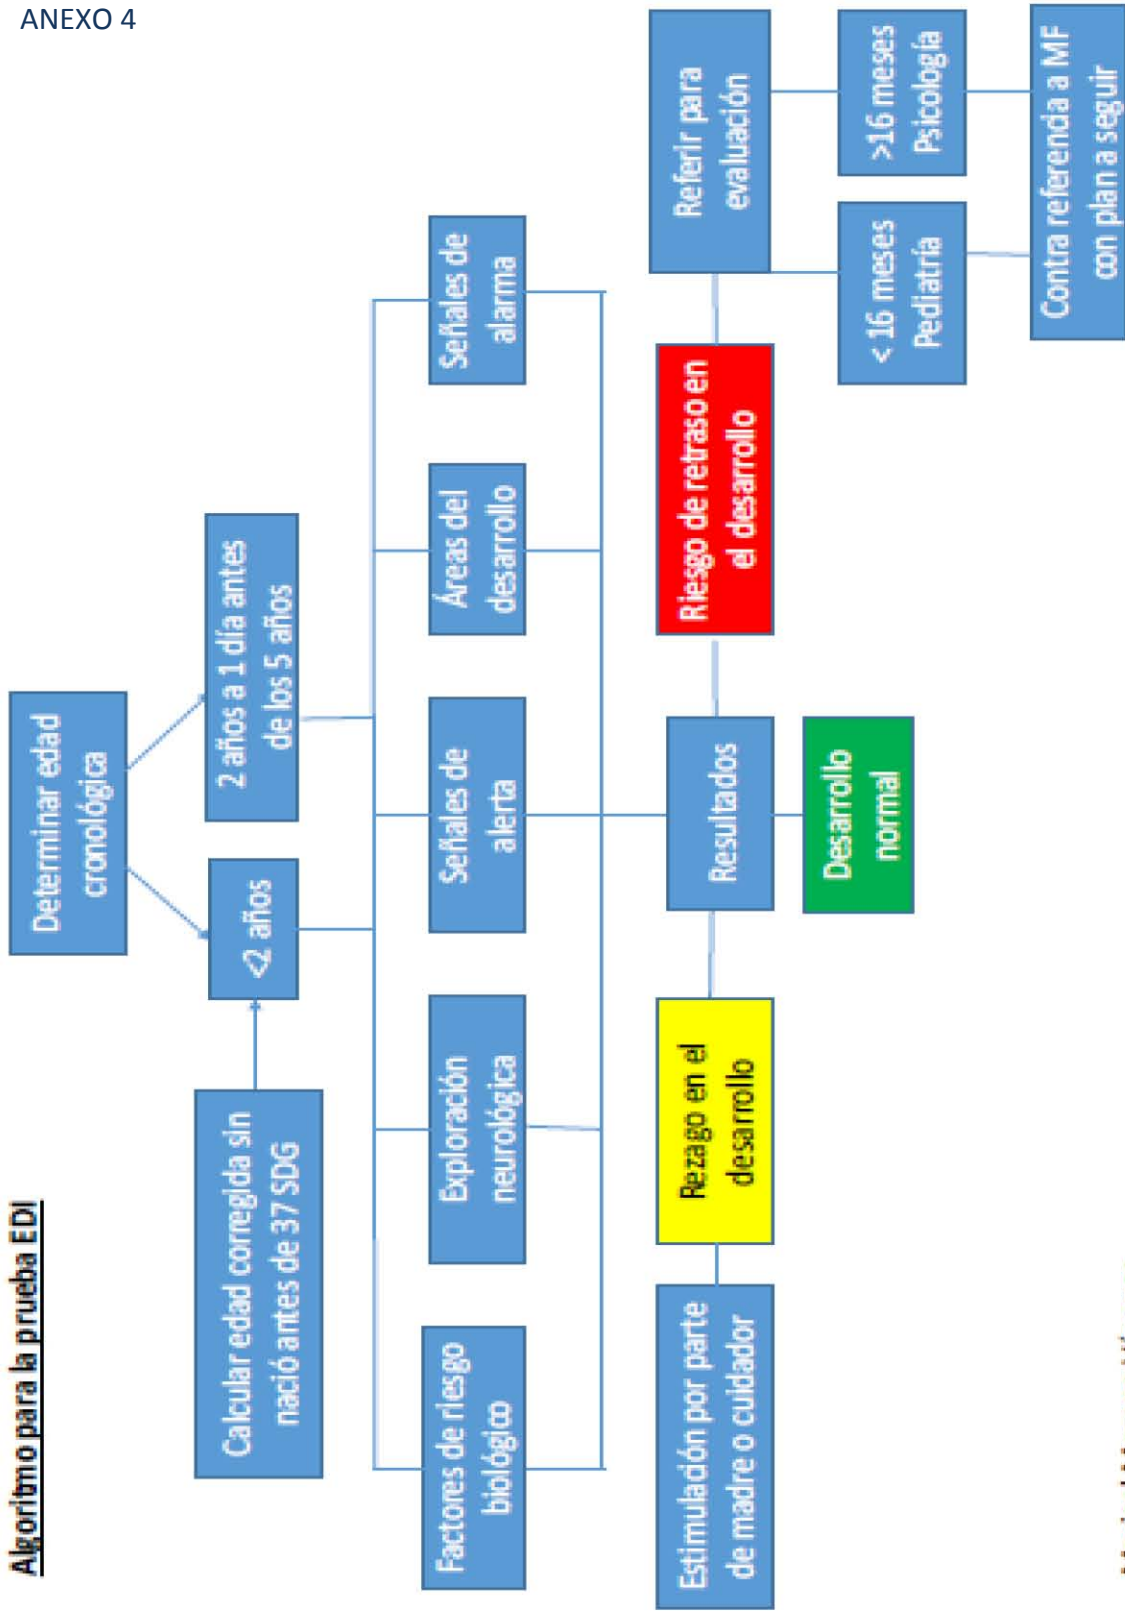 ANEXO 4
Algoritmo para la prueba EDI
Determinar edad
cronológica
Calcular edad corregida sin
nació antes de 37 SDG
<2 años
2 años a 1 día antes
de los 5 años
Factores de riesgo
biológico
Exploración
neurológica
Señales de
alerta
Áreas del
desarrollo
Señales de
alarma
Estimulación por parte
de madre o cuidador
Rezago en el
desarrollo
Resultados
Riesgo de retraso en
el desarrollo
Referir para
evaluación
Desarrollo
normal
< 16 meses
Pediatría
>16 meses
Psicología
Contra referenda a MF
con plan a seguir